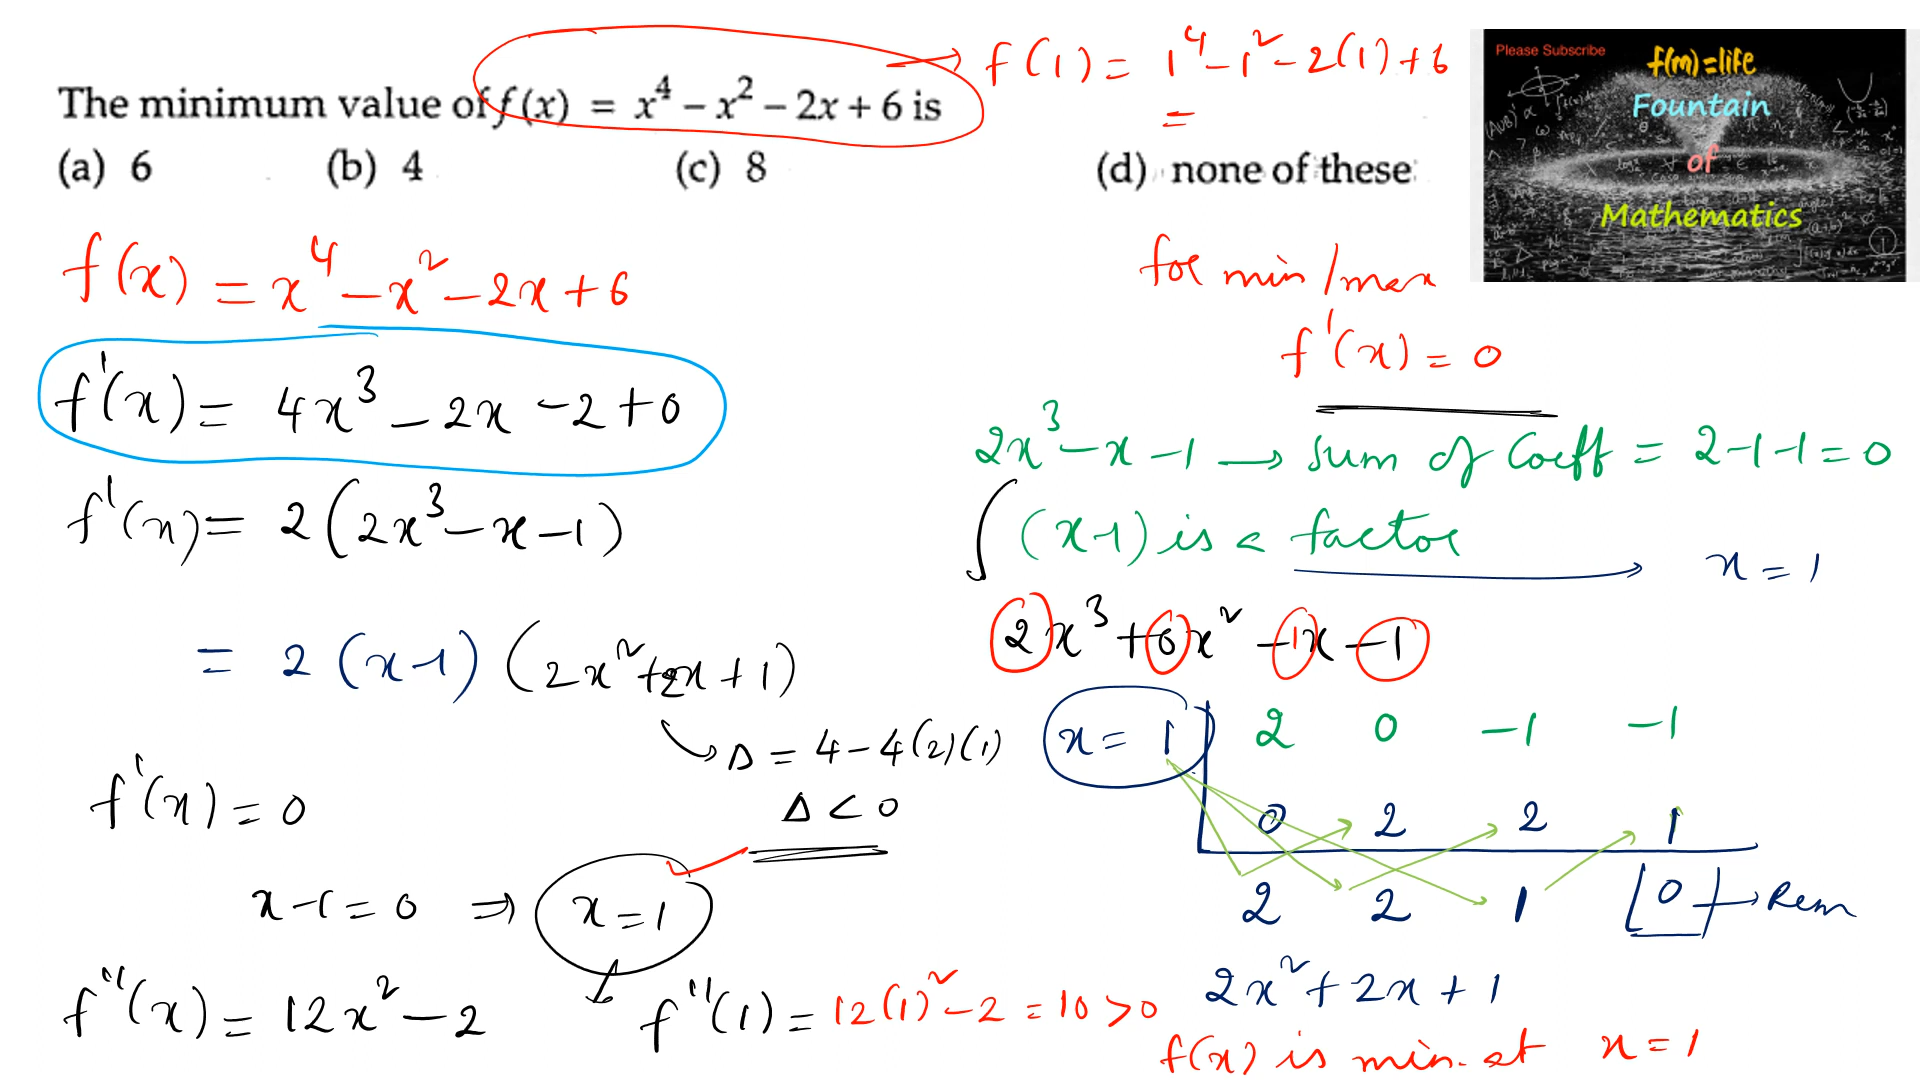 The minimum value of f(x) = x⁴ − x² − 2x + 6 is
(a) 6 (b) 4 (c) 8 (d) none of these
f(1) = 1⁴ − 1² − 2(1) + 6
=
Please Subscribe
f(m)=life
Fountain
of
Mathematics
f(x) = x⁴ − x² − 2x + 6
for min/max
f'(x) = 0
f'(x) = 4x³ − 2x − 2 + 0
2x³ − x − 1 → sum of Coeff = 2−1−1 = 0
f'(x) = 2(2x³ − x − 1)
(x−1) is a factor → x = 1
2x³ + 0x² − 1x − 1
= 2(x−1)(2x² + 2x + 1)
Δ = 4 − 4(2)(1)
Δ < 0
x = 1 | 2 0 −1 −1
0 2 2 1
2 2 1 0 → Rem
2x² + 2x + 1
f'(x) = 0
x−1 = 0 ⇒ x = 1
f''(x) = 12x² − 2
f''(1) = 12(1)² − 2 = 10 > 0
f(x) is min. at x = 1